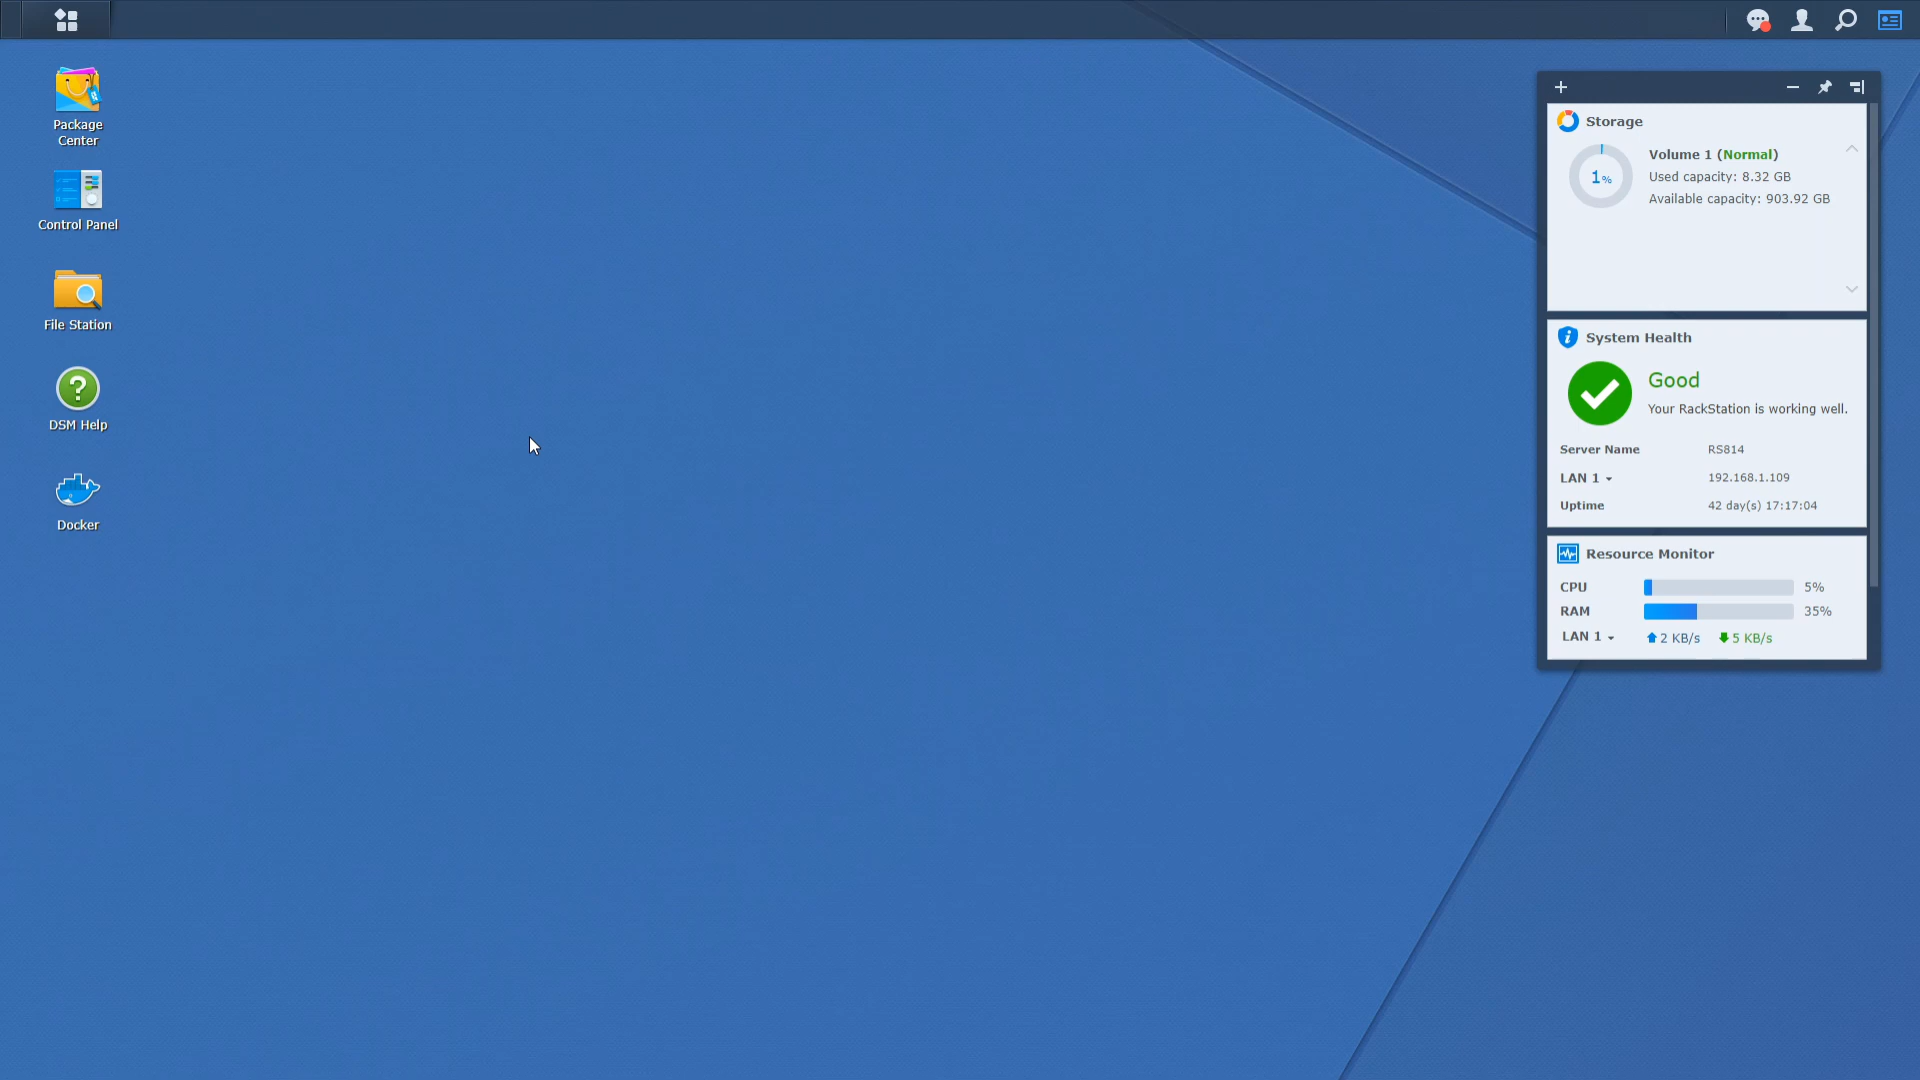 Package
Center
Control Panel
File Station
DSM Help
Docker
Storage
1%
Volume 1 (Normal)
Used capacity: 8.32 GB
Available capacity: 903.92 GB
System Health
Good
Your RackStation is working well.
Server Name RS814
LAN 1 192.168.1.109
Uptime 42 day(s) 17:17:04
Resource Monitor
CPU 5%
RAM 35%
LAN 1 2 KB/s 5 KB/s